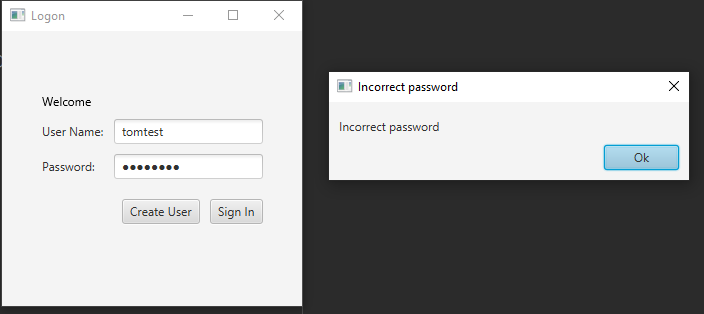 Logon
Welcome
User Name: tomtest
Password: ●●●●●●●●
Create User Sign In
Incorrect password
Incorrect password
Ok